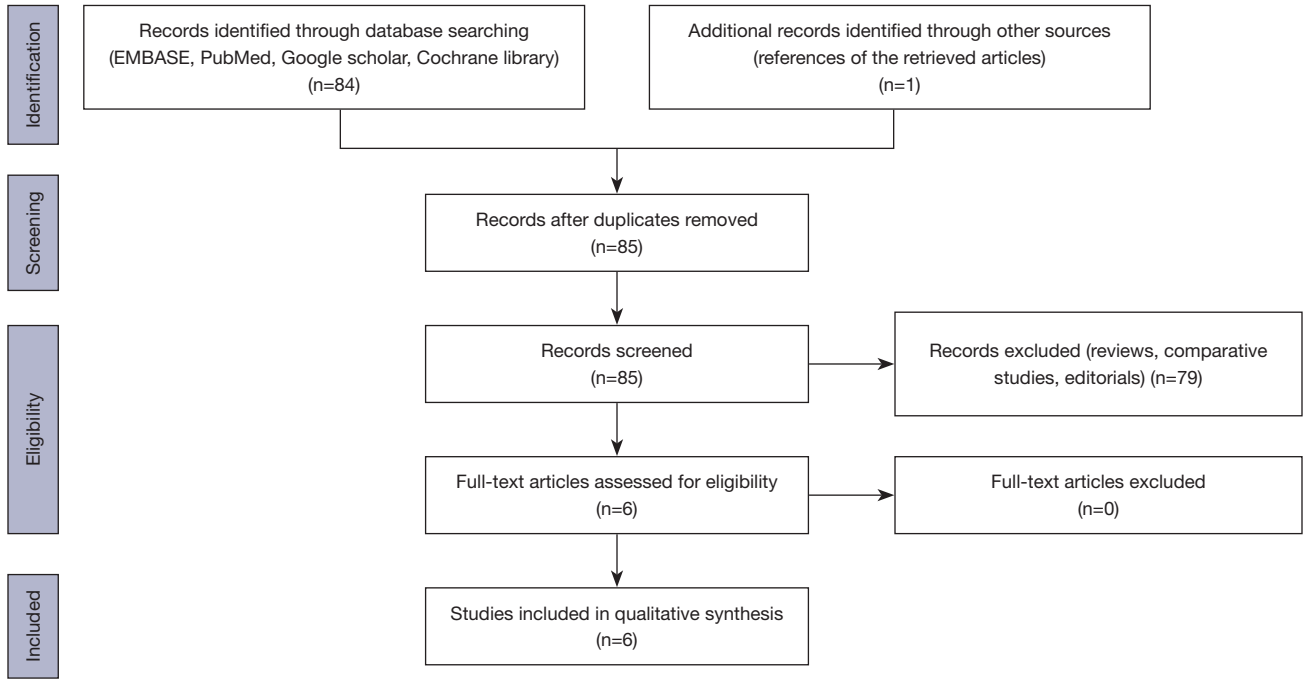 Identification
Records identified through database searching
(EMBASE, PubMed, Google scholar, Cochrane library)
(n=84)
Additional records identified through other sources
(references of the retrieved articles)
(n=1)
Screening
Records after duplicates removed
(n=85)
Eligibility
Records screened
(n=85)
Records excluded (reviews, comparative
studies, editorials) (n=79)
Full-text articles assessed for eligibility
(n=6)
Full-text articles excluded
(n=0)
Included
Studies included in qualitative synthesis
(n=6)